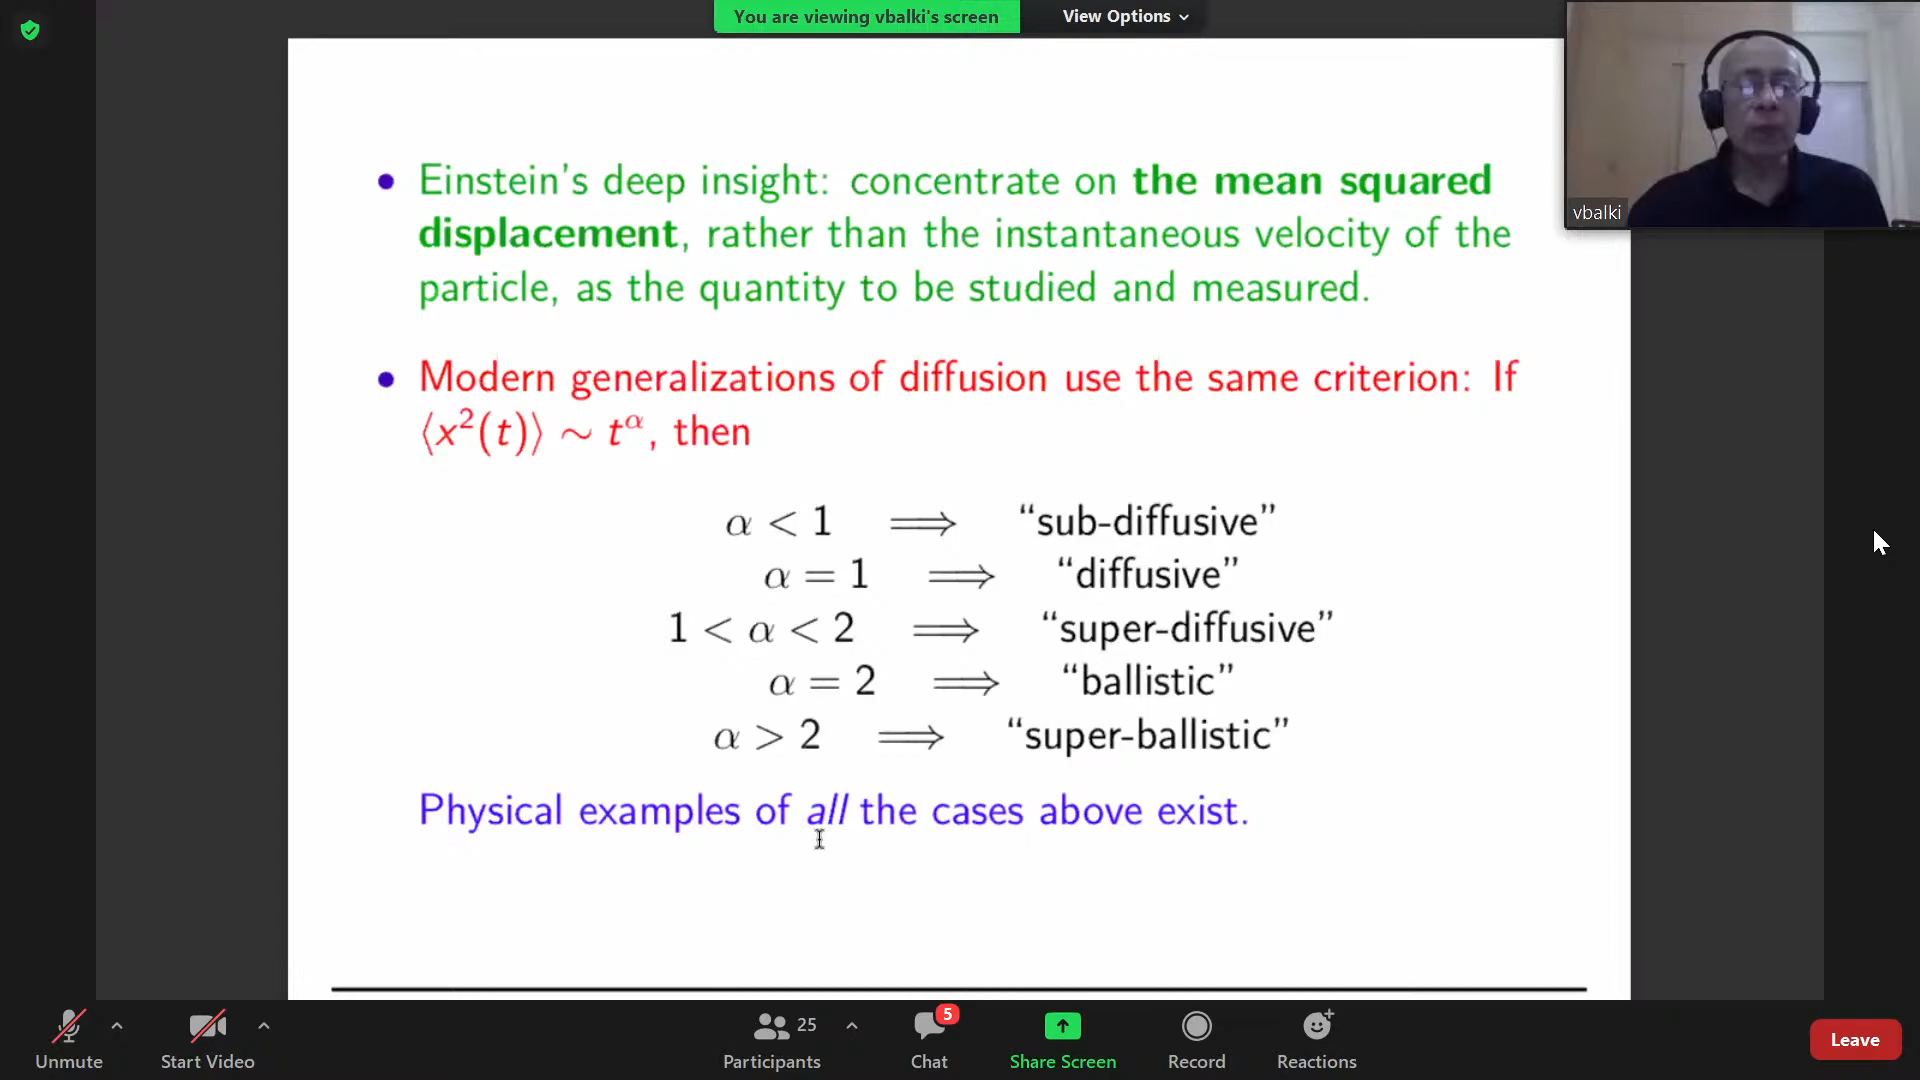 You are viewing vbalki's screen
View Options
vbalki
• Einstein's deep insight: concentrate on the mean squared
displacement, rather than the instantaneous velocity of the
particle, as the quantity to be studied and measured.
• Modern generalizations of diffusion use the same criterion: If
⟨x²(t)⟩ ∼ t^α, then
α < 1 ⟹ “sub-diffusive”
α = 1 ⟹ “diffusive”
1 < α < 2 ⟹ “super-diffusive”
α = 2 ⟹ “ballistic”
α > 2 ⟹ “super-ballistic”
Physical examples of all the cases above exist.
Unmute
Start Video
25
Participants
5
Chat
Share Screen
Record
Reactions
Leave